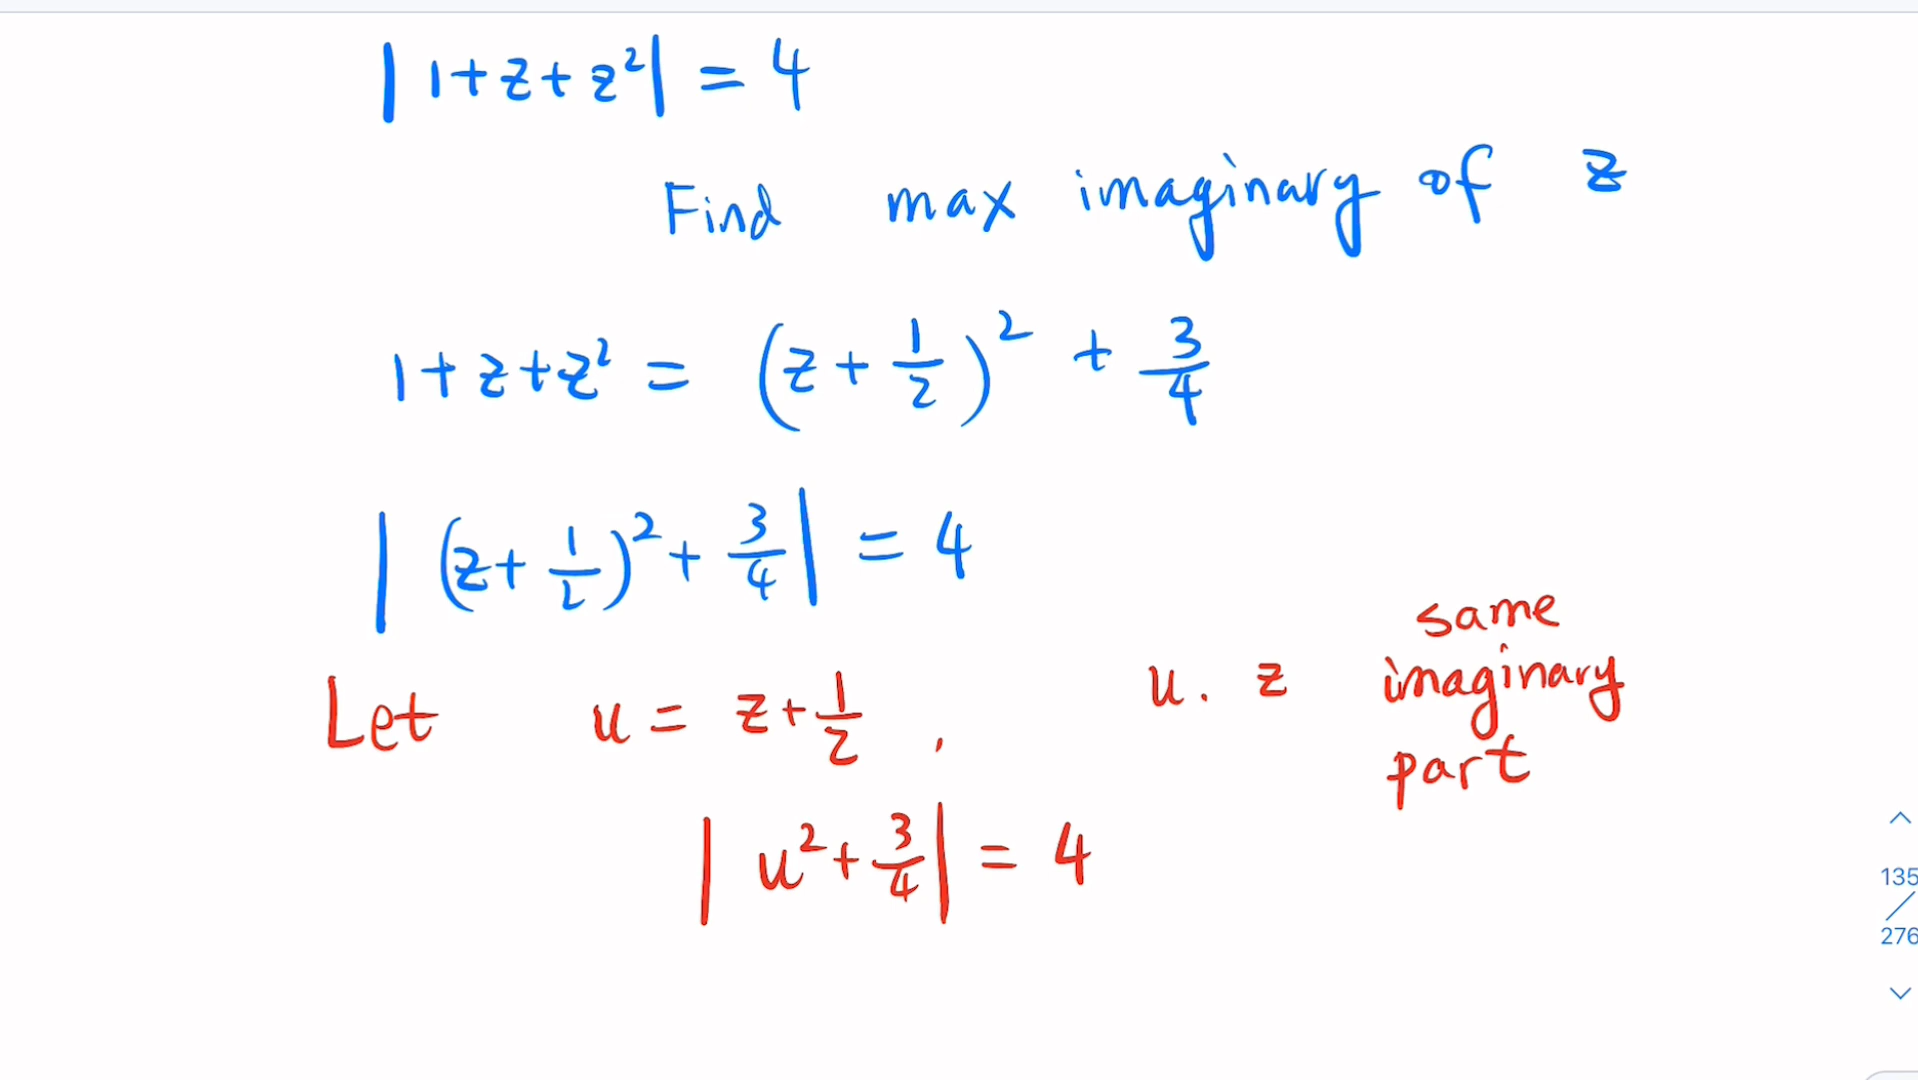 |1+z+z²| = 4
Find max imaginary of z
1+z+z² = (z+1/2)² + 3/4
|(z+1/2)²+3/4| = 4
Let u = z+1/2,
u. z same
imaginary
part
|u²+3/4| = 4
135
/
276